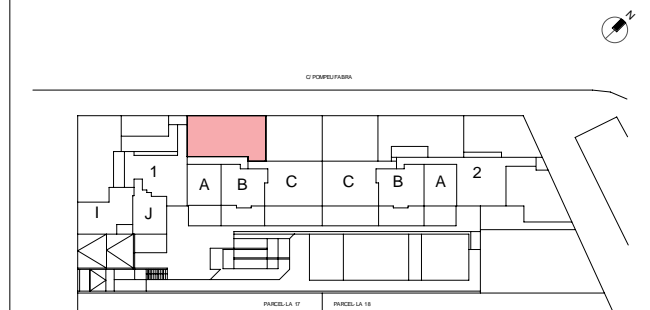 N
C/ POMPEU FABRA
1
2
A B C C B A
I J
PARCEL·LA 17 PARCEL·LA 18